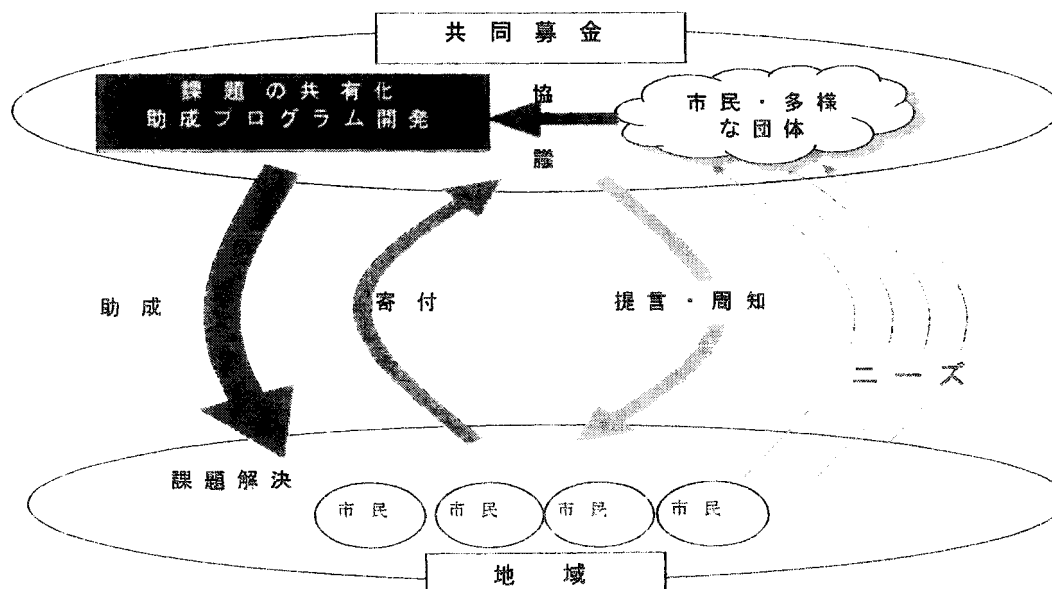 共同募金
課題の共有化
助成プログラム開発
協
議
市民・多様
な団体
助成
寄付
提言・周知
ニーズ
課題解決
市民
市民
市民
市民
地域